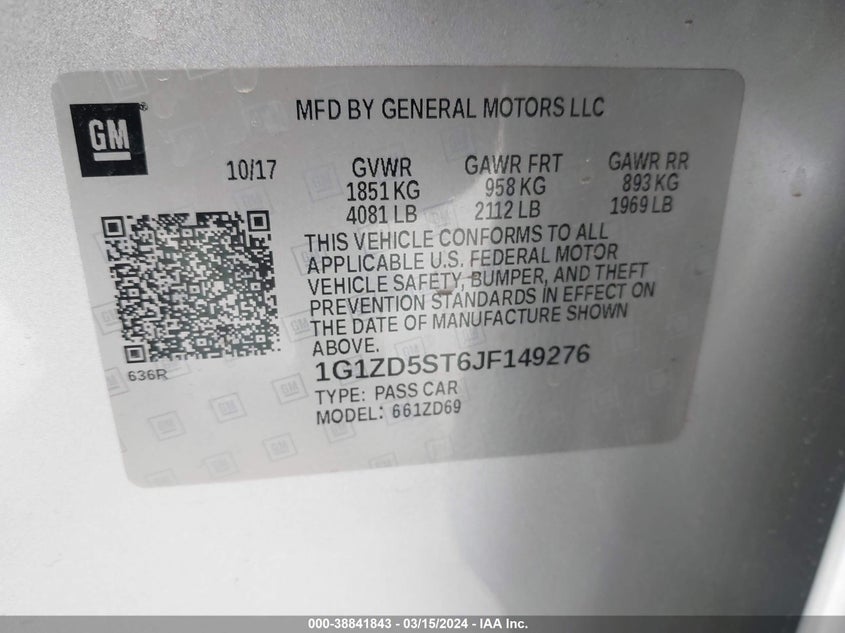 GM
MFD BY GENERAL MOTORS LLC
10/17
GVWR GAWR FRT GAWR RR
1851 KG 958 KG 893 KG
4081 LB 2112 LB 1969 LB
THIS VEHICLE CONFORMS TO ALL
APPLICABLE U.S. FEDERAL MOTOR
VEHICLE SAFETY, BUMPER, AND THEFT
PREVENTION STANDARDS IN EFFECT ON
THE DATE OF MANUFACTURE SHOWN
ABOVE.
636R
1G1ZD5ST6JF149276
TYPE: PASS CAR
MODEL: 661ZD69
000-38841843 - 03/15/2024 - IAA Inc.